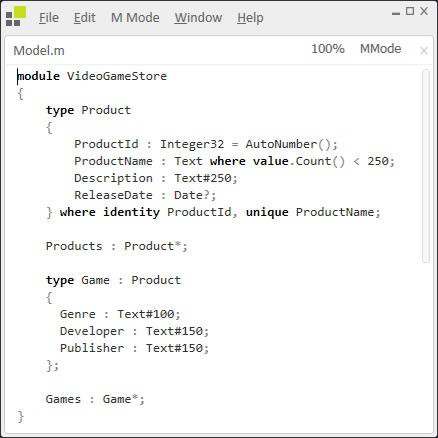 File Edit M Mode Window Help
Model.m 100% MMode
module VideoGameStore
{
    type Product
    {
        ProductId : Integer32 = AutoNumber();
        ProductName : Text where value.Count() < 250;
        Description : Text#250;
        ReleaseDate : Date?;
    } where identity ProductId, unique ProductName;

    Products : Product*;

    type Game : Product
    {
      Genre : Text#100;
      Developer : Text#150;
      Publisher : Text#150;
    };

    Games : Game*;
}